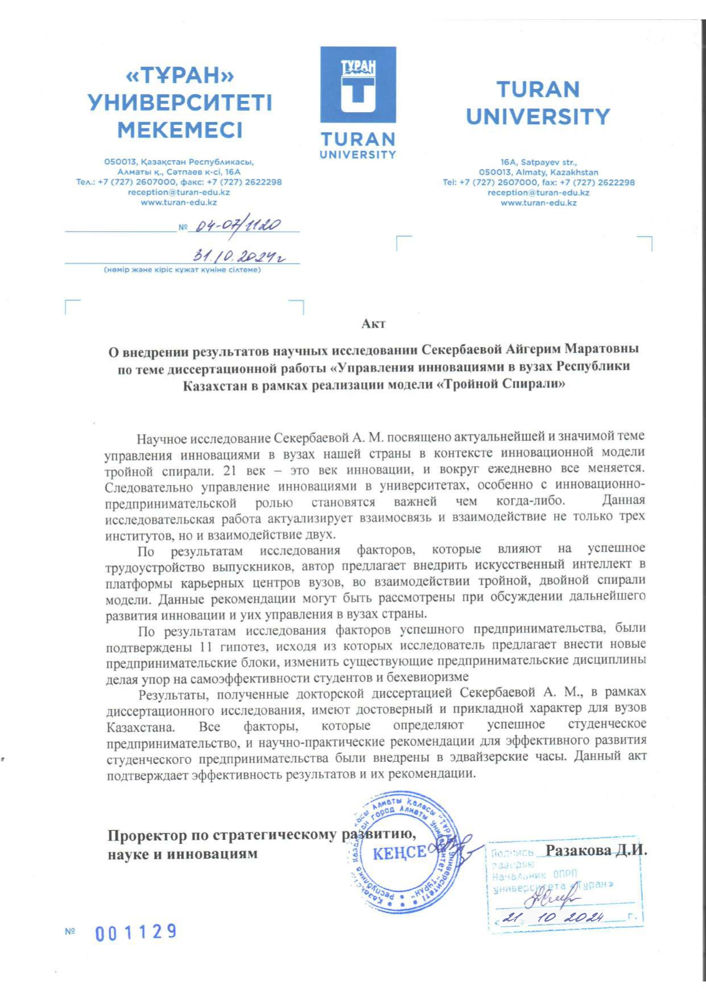 «ТҰРАН»
УНИВЕРСИТЕТІ
МЕКЕМЕСІ
050013, Қазақстан Республикасы,
Алматы қ., Сәтпаев к-сі, 16А
Тел.: +7 (727) 2607000, факс: +7 (727) 2622298
reception@turan-edu.kz
www.turan-edu.kz
ТУРАН
TURAN
UNIVERSITY
TURAN
UNIVERSITY
16A, Satpayev str.,
050013, Almaty, Kazakhstan
Tel: +7 (727) 2607000, fax: +7 (727) 2622298
reception@turan-edu.kz
www.turan-edu.kz
№ 04-07/1120
31.10.2024г
(нөмір және кіріс құжат күніне сілтеме)
Акт
О внедрении результатов научных исследовании Секербаевой Айгерим Маратовны
по теме диссертационной работы «Управления инновациями в вузах Республики
Казахстан в рамках реализации модели «Тройной Спирали»
Научное исследование Секербаевой А. М. посвящено актуальнейшей и значимой теме
управления инновациями в вузах нашей страны в контексте инновационной модели
тройной спирали. 21 век – это век инновации, и вокруг ежедневно все меняется.
Следовательно управление инновациями в университетах, особенно с инновационно-
предпринимательской ролью становятся важней чем когда-либо. Данная
исследовательская работа актуализирует взаимосвязь и взаимодействие не только трех
институтов, но и взаимодействие двух.
По результатам исследования факторов, которые влияют на успешное
трудоустройство выпускников, автор предлагает внедрить искусственный интеллект в
платформы карьерных центров вузов, во взаимодействии тройной, двойной спирали
модели. Данные рекомендации могут быть рассмотрены при обсуждении дальнейшего
развития инновации и уих управления в вузах страны.
По результатам исследования факторов успешного предпринимательства, были
подтверждены 11 гипотез, исходя из которых исследователь предлагает внести новые
предпринимательские блоки, изменить существующие предпринимательские дисциплины
делая упор на самоэффективности студентов и бехевиоризме
Результаты, полученные докторской диссертацией Секербаевой А. М., в рамках
диссертационного исследования, имеют достоверный и прикладной характер для вузов
Казахстана. Все факторы, которые определяют успешное студенческое
предпринимательство, и научно-практические рекомендации для эффективного развития
студенческого предпринимательства были внедрены в эдвайзерские часы. Данный акт
подтверждает эффективность результатов и их рекомендации.
Проректор по стратегическому развитию,
науке и инновациям
Разакова Д.И.
КЕҢСЕ
Алматы Қаласы "ТҰРАН" университеті
Республика Казахстан город Алматы Университет "ТУРАН"
Подпись
заверяю
Начальник ОПРП
университета «Туран»
«21» 10 2024 г.
№ 001129